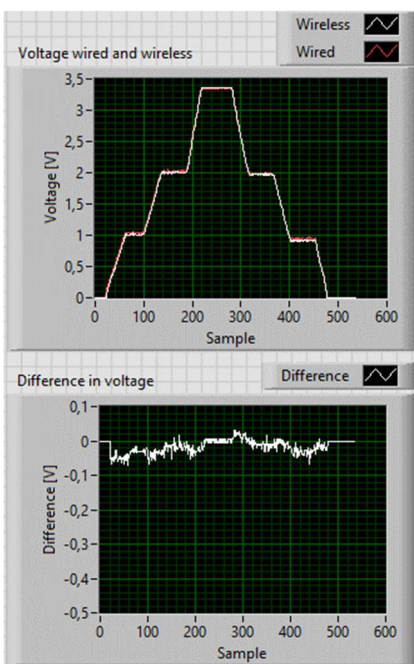 Wireless
Voltage wired and wireless
Wired
3,5
3
2,5
2
1,5
1
0,5
0
Voltage [V]
0 100 200 300 400 500 600
Sample
Difference in voltage
Difference
0,1
0
-0,1
-0,2
-0,3
-0,4
-0,5
Difference [V]
0 100 200 300 400 500 600
Sample